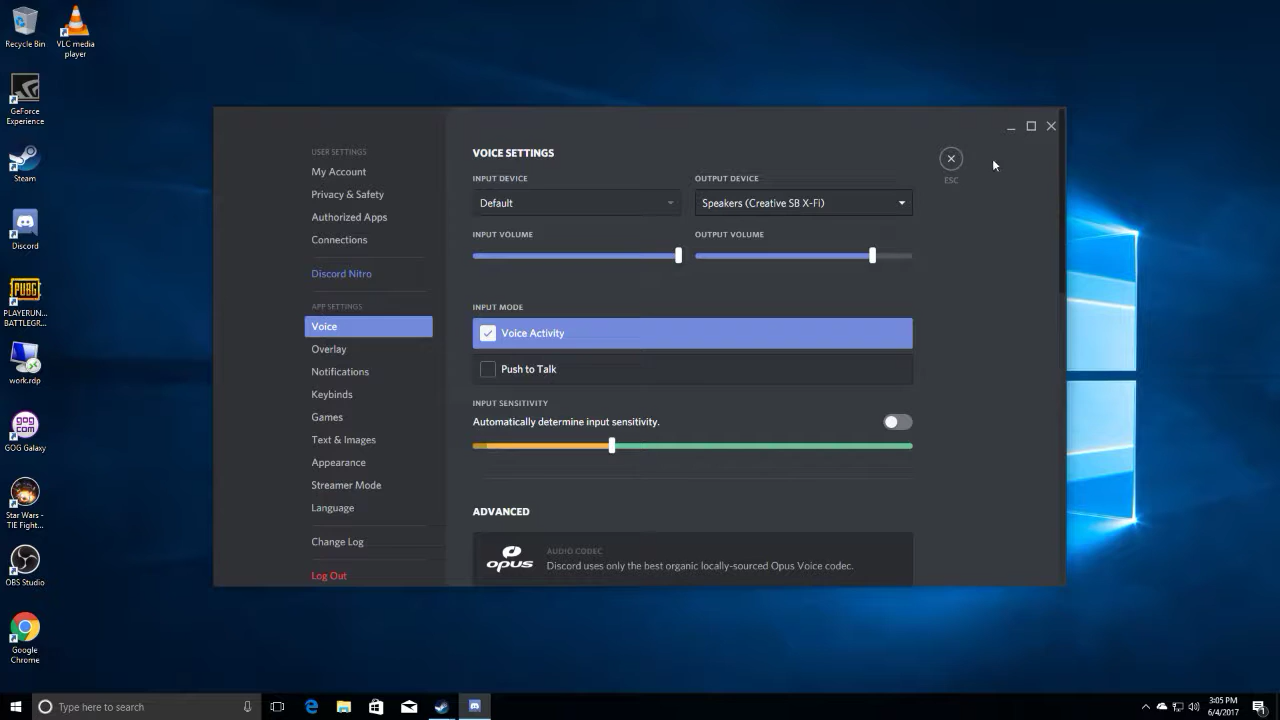 Recycle Bin
VLC media
player
GeForce
Experience
Steam
Discord
PUBG
PLAYERUN...
BATTLEGR...
work.rdp
gog
com
GOG Galaxy
Star Wars -
TIE Fight...
OBS Studio
Google
Chrome
USER SETTINGS
My Account
Privacy & Safety
Authorized Apps
Connections
Discord Nitro
APP SETTINGS
Voice
Overlay
Notifications
Keybinds
Games
Text & Images
Appearance
Streamer Mode
Language
Change Log
Log Out
VOICE SETTINGS
ESC
INPUT DEVICE
OUTPUT DEVICE
Default
Speakers (Creative SB X-Fi)
INPUT VOLUME
OUTPUT VOLUME
INPUT MODE
Voice Activity
Push to Talk
INPUT SENSITIVITY
Automatically determine input sensitivity.
ADVANCED
opus
AUDIO CODEC
Discord uses only the best organic locally-sourced Opus Voice codec.
Type here to search
3:05 PM
6/4/2017
1